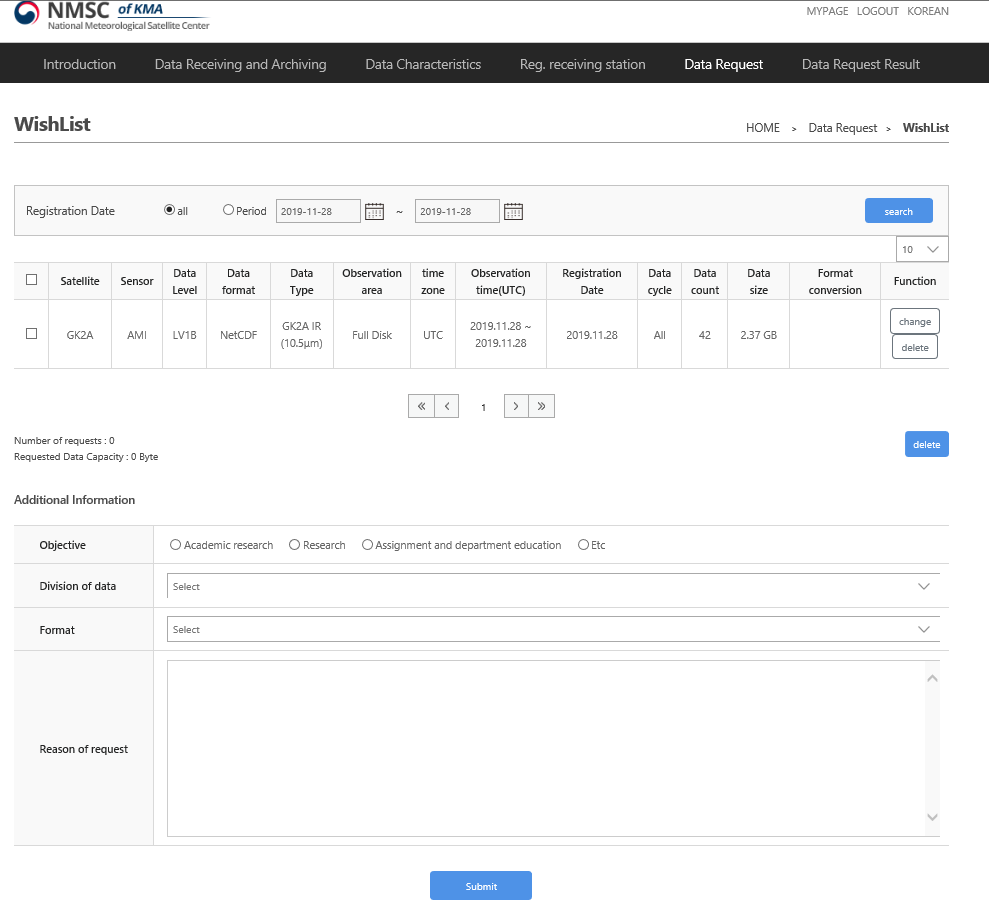 NMSC of KMA
National Meteorological Satellite Center
MYPAGE LOGOUT KOREAN
Introduction Data Receiving and Archiving Data Characteristics Reg. receiving station Data Request Data Request Result
WishList
HOME > Data Request > WishList
Registration Date all Period 2019-11-28 ~ 2019-11-28 search
10
Satellite Sensor Data Level Data format Data Type Observation area time zone Observation time(UTC) Registration Date Data cycle Data count Data size Format conversion Function
GK2A AMI LV1B NetCDF GK2A IR (10.5μm) Full Disk UTC 2019.11.28 ~ 2019.11.28 2019.11.28 All 42 2.37 GB change
delete
« ‹ 1 › »
Number of requests : 0
Requested Data Capacity : 0 Byte
delete
Additional Information
Objective Academic research Research Assignment and department education Etc
Division of data Select
Format Select
Reason of request
Submit